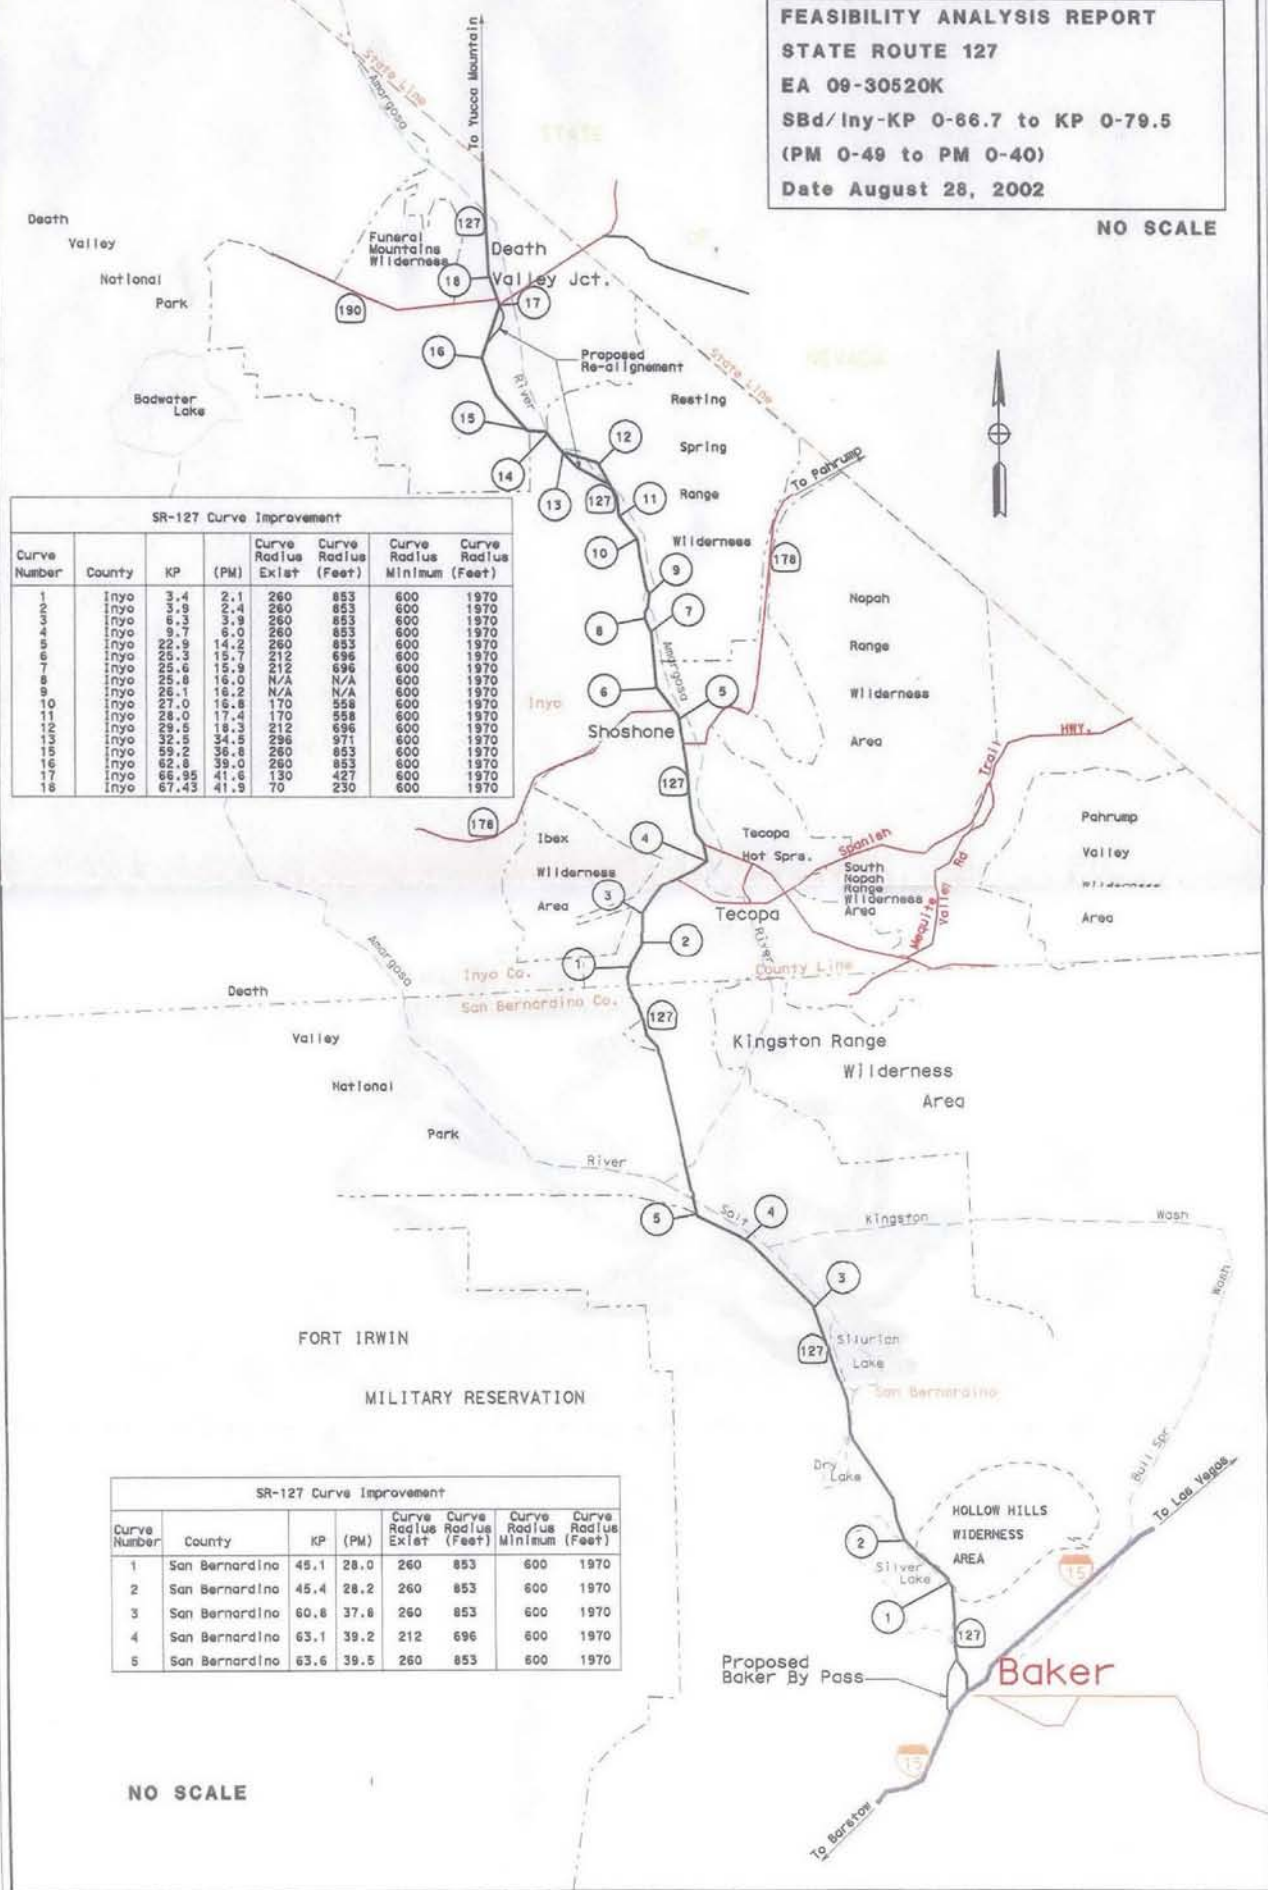 FEASIBILITY ANALYSIS REPORT
STATE ROUTE 127
EA 09-30520K
SBd/Iny-KP 0-66.7 to KP 0-79.5
(PM 0-49 to PM 0-40)
Date August 28, 2002
NO SCALE
To Yucca Mountain
State Line
Amargosa
STATE
OF
NEVADA
Death
Valley
National
Park
Funeral
Mountains
Wilderness
127
Death
Valley Jct.
18
17
190
16
Proposed
Re-alignement
River
State Line
Badwater
Lake
Resting
Spring
Range
Wilderness
15
14
13
12
127
11
10
9
8
7
6
5
To Pahrump
178
Nopah
Range
Wilderness
Area
SR-127 Curve Improvement
Curve Number County KP (PM) Curve Radius Exist Curve Radius (Feet) Curve Radius Minimum Curve Radius (Feet)
1 Inyo 3.4 2.1 260 853 600 1970
2 Inyo 3.9 2.4 260 853 600 1970
3 Inyo 6.3 3.9 260 853 600 1970
4 Inyo 9.7 6.0 260 853 600 1970
5 Inyo 22.9 14.2 260 853 600 1970
6 Inyo 25.3 15.7 212 696 600 1970
7 Inyo 25.6 15.9 212 696 600 1970
8 Inyo 25.8 16.0 N/A N/A 600 1970
9 Inyo 26.1 16.2 N/A N/A 600 1970
10 Inyo 27.0 16.8 170 558 600 1970
11 Inyo 28.0 17.4 170 558 600 1970
12 Inyo 29.5 18.3 212 696 600 1970
13 Inyo 32.5 34.5 296 971 600 1970
15 Inyo 59.2 36.8 260 853 600 1970
16 Inyo 62.8 39.0 260 853 600 1970
17 Inyo 66.95 41.6 130 427 600 1970
18 Inyo 67.43 41.9 70 230 600 1970
Amargosa
Inyo
Shoshone
127
178
Ibex
Wilderness
Area
4
3
2
1
Tecopa
Hot Sprs.
Tecopa
River
Spanish
Trail
HWY.
South
Nopah
Range
Wilderness
Area
Mequite
Valley
Rd
Pahrump
Valley
Wilderness
Area
Amargosa
Inyo Co.
San Bernardino Co.
County Line
127
Death
Valley
National
Park
Kingston Range
Wilderness
Area
River
5
Salt
4
Kingston
Wash
3
127
Silurian
Lake
San Bernardino
Wash
FORT IRWIN
MILITARY RESERVATION
Dry
Lake
Bull Spr
To Las Vegas
HOLLOW HILLS
WIDERNESS
AREA
2
Silver
Lake
1
15
127
SR-127 Curve Improvement
Curve Number County KP (PM) Curve Radius Exist Curve Radius (Feet) Curve Radius Minimum Curve Radius (Feet)
1 San Bernardino 45.1 28.0 260 853 600 1970
2 San Bernardino 45.4 28.2 260 853 600 1970
3 San Bernardino 60.8 37.8 260 853 600 1970
4 San Bernardino 63.1 39.2 212 696 600 1970
5 San Bernardino 63.6 39.5 260 853 600 1970
Proposed
Baker By Pass
Baker
15
To Barstow
NO SCALE